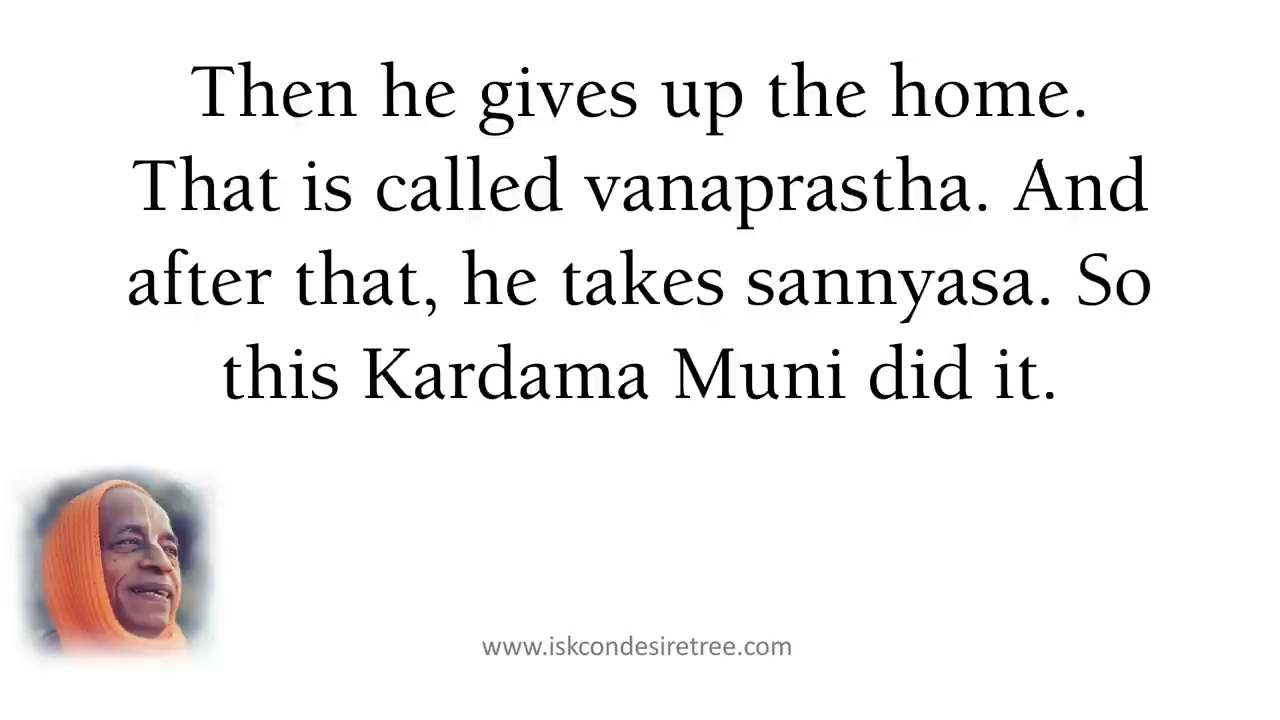 Then he gives up the home.
That is called vanaprastha. And
after that, he takes sannyasa. So
this Kardama Muni did it.
www.iskcondesiretree.com